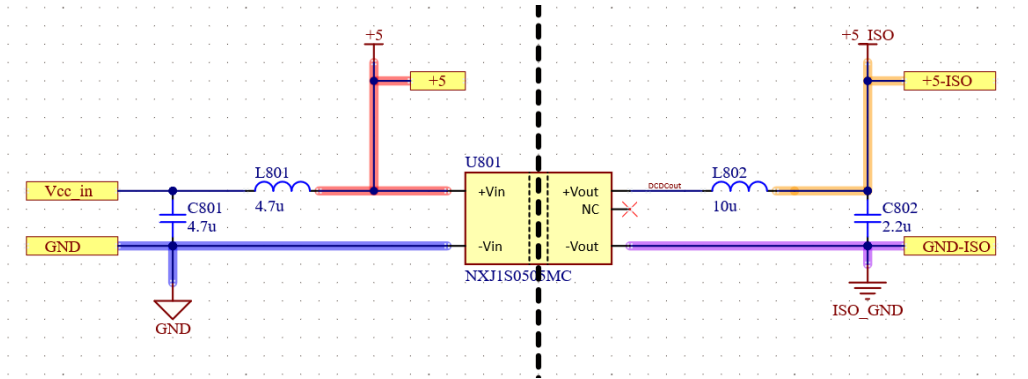 +5
+5_ISO
+5
+5-ISO
U801
L801
L802
Vcc_in
+Vin
+Vout
DCDCout
4.7u
NC
10u
C801
4.7u
C802
2.2u
GND
-Vin
-Vout
GND-ISO
NXJ1S0505MC
GND
ISO_GND